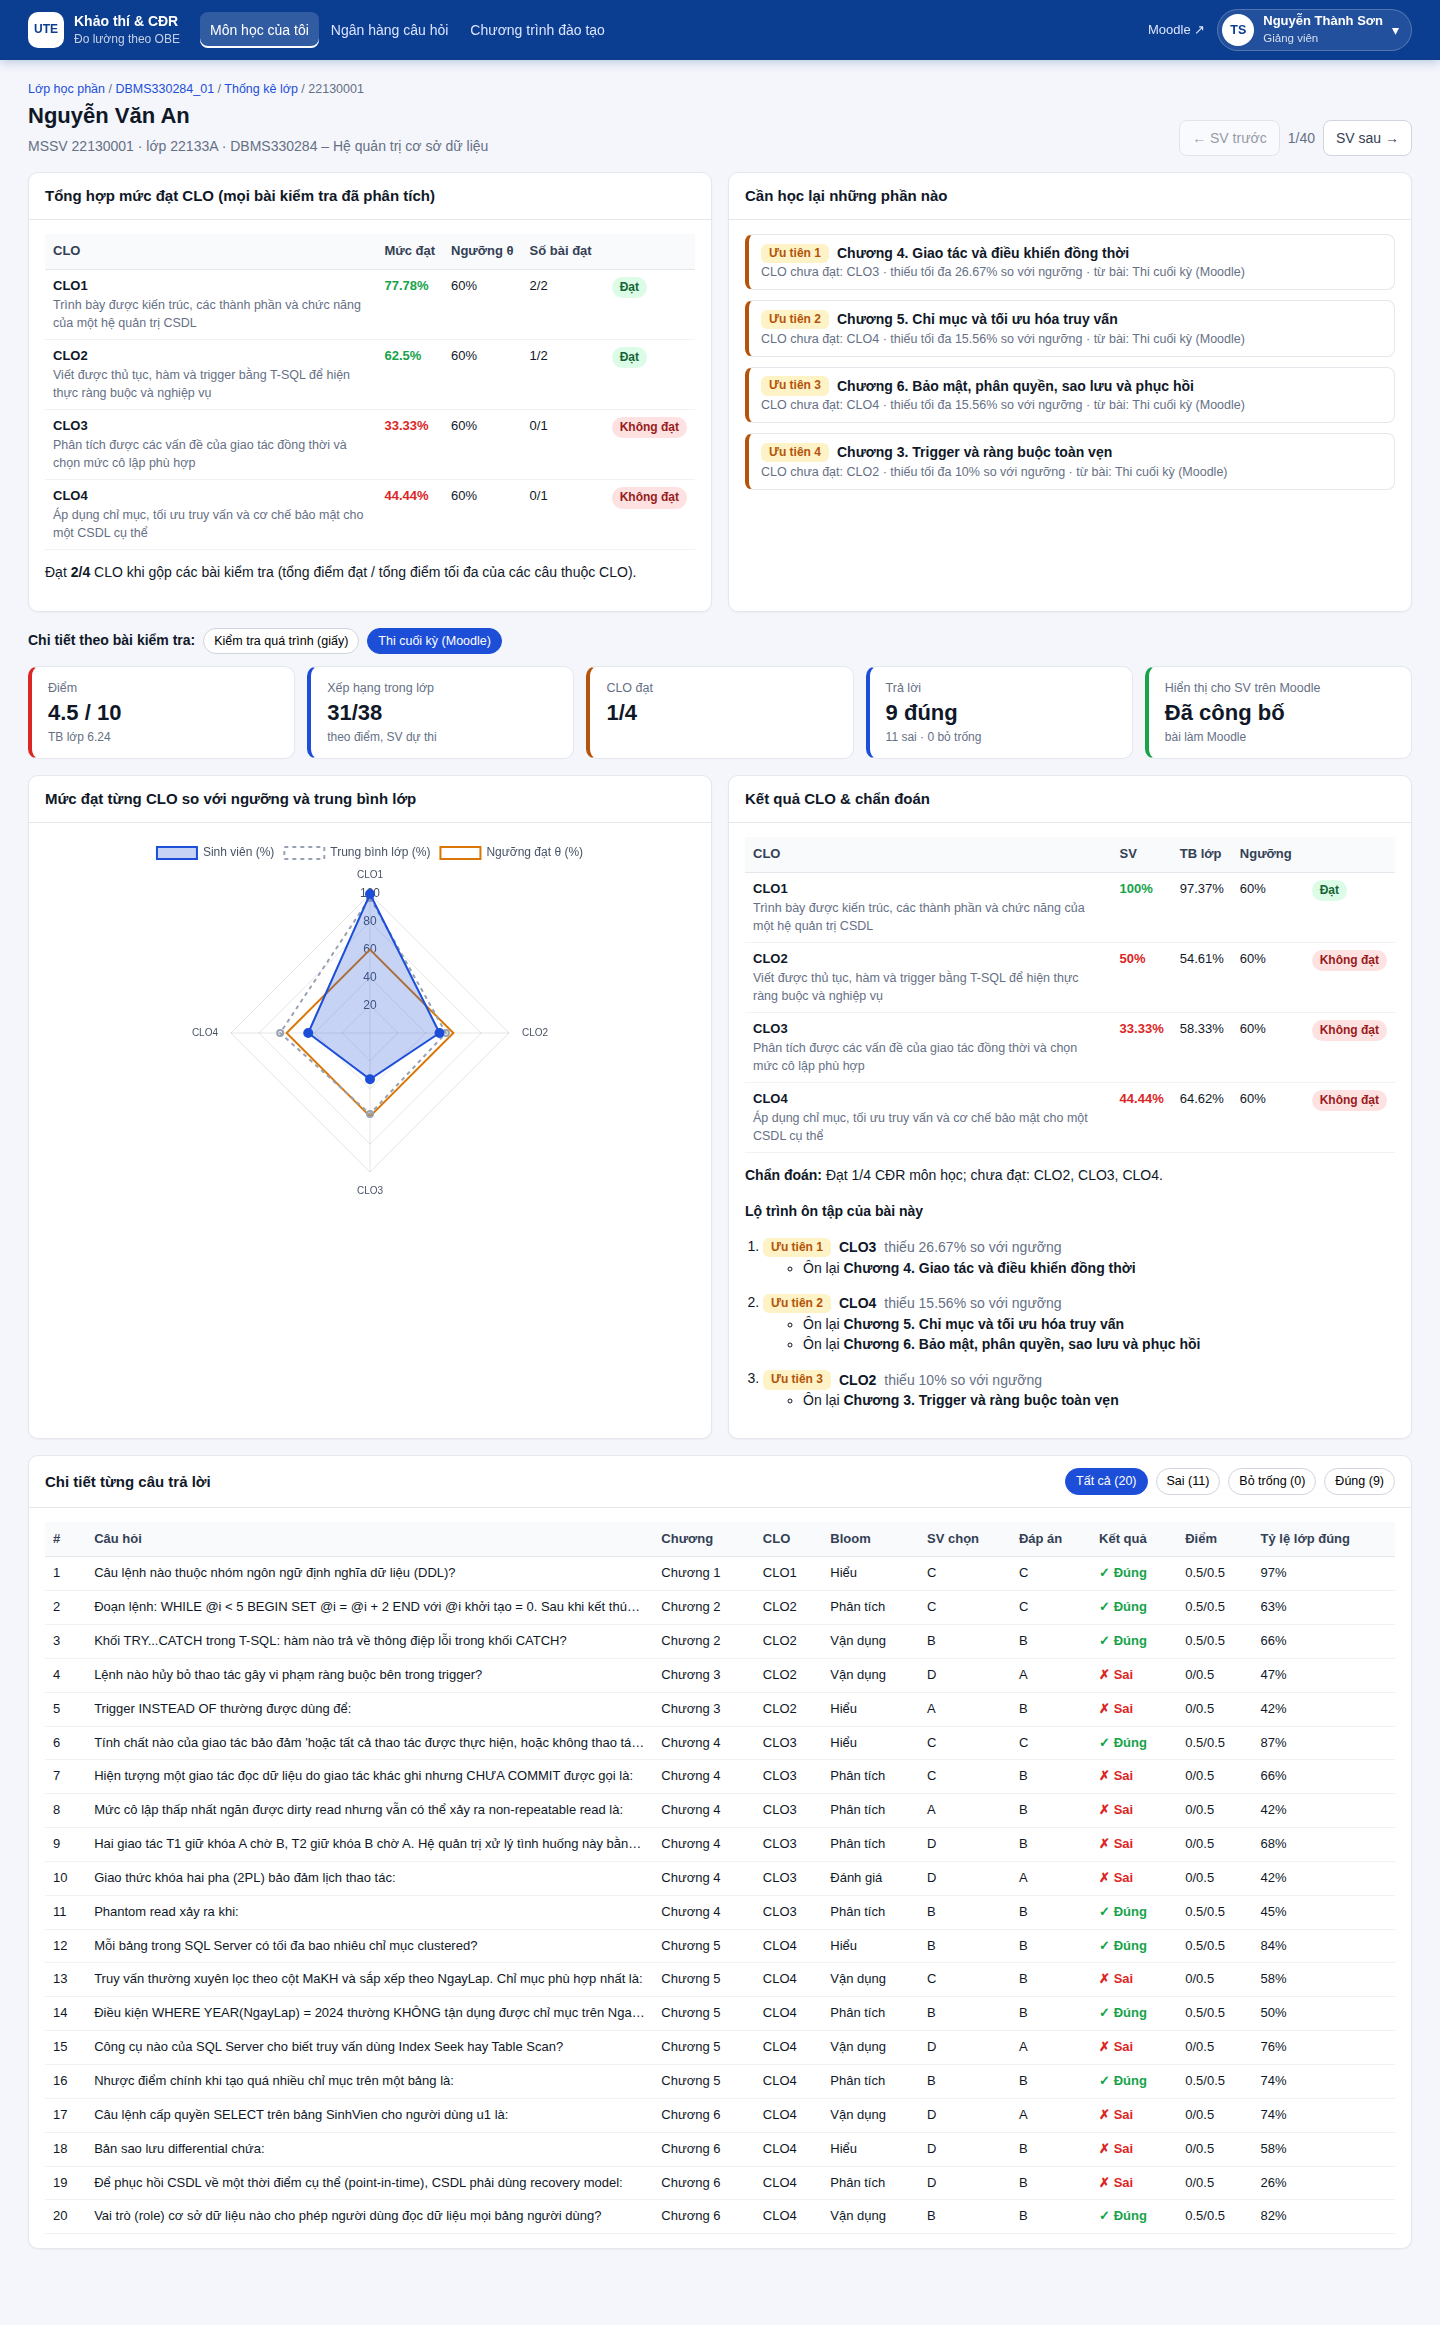 UTE
Khảo thí & CĐR
Đo lường theo OBE
Môn học của tôi
Ngân hàng câu hỏi
Chương trình đào tạo
Moodle ↗
TS
Nguyễn Thành Sơn
Giảng viên
▾
Lớp học phần / DBMS330284_01 / Thống kê lớp / 22130001
Nguyễn Văn An
MSSV 22130001 · lớp 22133A · DBMS330284 – Hệ quản trị cơ sở dữ liệu
← SV trước
1/40
SV sau →
Tổng hợp mức đạt CLO (mọi bài kiểm tra đã phân tích)
CLO Mức đạt Ngưỡng θ Số bài đạt
CLO1 77.78% 60% 2/2 Đạt
Trình bày được kiến trúc, các thành phần và chức năng
của một hệ quản trị CSDL
CLO2 62.5% 60% 1/2 Đạt
Viết được thủ tục, hàm và trigger bằng T-SQL để hiện
thực ràng buộc và nghiệp vụ
CLO3 33.33% 60% 0/1 Không đạt
Phân tích được các vấn đề của giao tác đồng thời và
chọn mức cô lập phù hợp
CLO4 44.44% 60% 0/1 Không đạt
Áp dụng chỉ mục, tối ưu truy vấn và cơ chế bảo mật cho
một CSDL cụ thể
Đạt 2/4 CLO khi gộp các bài kiểm tra (tổng điểm đạt / tổng điểm tối đa của các câu thuộc CLO).
Cần học lại những phần nào
Ưu tiên 1 Chương 4. Giao tác và điều khiển đồng thời
CLO chưa đạt: CLO3 · thiếu tối đa 26.67% so với ngưỡng · từ bài: Thi cuối kỳ (Moodle)
Ưu tiên 2 Chương 5. Chỉ mục và tối ưu hóa truy vấn
CLO chưa đạt: CLO4 · thiếu tối đa 15.56% so với ngưỡng · từ bài: Thi cuối kỳ (Moodle)
Ưu tiên 3 Chương 6. Bảo mật, phân quyền, sao lưu và phục hồi
CLO chưa đạt: CLO4 · thiếu tối đa 15.56% so với ngưỡng · từ bài: Thi cuối kỳ (Moodle)
Ưu tiên 4 Chương 3. Trigger và ràng buộc toàn vẹn
CLO chưa đạt: CLO2 · thiếu tối đa 10% so với ngưỡng · từ bài: Thi cuối kỳ (Moodle)
Chi tiết theo bài kiểm tra: Kiểm tra quá trình (giấy) Thi cuối kỳ (Moodle)
Điểm
4.5 / 10
TB lớp 6.24
Xếp hạng trong lớp
31/38
theo điểm, SV dự thi
CLO đạt
1/4
Trả lời
9 đúng
11 sai · 0 bỏ trống
Hiển thị cho SV trên Moodle
Đã công bố
bài làm Moodle
Mức đạt từng CLO so với ngưỡng và trung bình lớp
Sinh viên (%) Trung bình lớp (%) Ngưỡng đạt θ (%)
CLO1
100
80
60
40
20
CLO4
CLO2
CLO3
Kết quả CLO & chẩn đoán
CLO SV TB lớp Ngưỡng
CLO1 100% 97.37% 60% Đạt
Trình bày được kiến trúc, các thành phần và chức năng của
một hệ quản trị CSDL
CLO2 50% 54.61% 60% Không đạt
Viết được thủ tục, hàm và trigger bằng T-SQL để hiện thực
ràng buộc và nghiệp vụ
CLO3 33.33% 58.33% 60% Không đạt
Phân tích được các vấn đề của giao tác đồng thời và chọn
mức cô lập phù hợp
CLO4 44.44% 64.62% 60% Không đạt
Áp dụng chỉ mục, tối ưu truy vấn và cơ chế bảo mật cho một
CSDL cụ thể
Chẩn đoán: Đạt 1/4 CĐR môn học; chưa đạt: CLO2, CLO3, CLO4.
Lộ trình ôn tập của bài này
1. Ưu tiên 1 CLO3 thiếu 26.67% so với ngưỡng
Ôn lại Chương 4. Giao tác và điều khiển đồng thời
2. Ưu tiên 2 CLO4 thiếu 15.56% so với ngưỡng
Ôn lại Chương 5. Chỉ mục và tối ưu hóa truy vấn
Ôn lại Chương 6. Bảo mật, phân quyền, sao lưu và phục hồi
3. Ưu tiên 3 CLO2 thiếu 10% so với ngưỡng
Ôn lại Chương 3. Trigger và ràng buộc toàn vẹn
Chi tiết từng câu trả lời
Tất cả (20) Sai (11) Bỏ trống (0) Đúng (9)
# Câu hỏi Chương CLO Bloom SV chọn Đáp án Kết quả Điểm Tỷ lệ lớp đúng
1 Câu lệnh nào thuộc nhóm ngôn ngữ định nghĩa dữ liệu (DDL)? Chương 1 CLO1 Hiểu C C ✓ Đúng 0.5/0.5 97%
2 Đoạn lệnh: WHILE @i < 5 BEGIN SET @i = @i + 2 END với @i khởi tạo = 0. Sau khi kết thú… Chương 2 CLO2 Phân tích C C ✓ Đúng 0.5/0.5 63%
3 Khối TRY...CATCH trong T-SQL: hàm nào trả về thông điệp lỗi trong khối CATCH? Chương 2 CLO2 Vận dụng B B ✓ Đúng 0.5/0.5 66%
4 Lệnh nào hủy bỏ thao tác gây vi phạm ràng buộc bên trong trigger? Chương 3 CLO2 Vận dụng D A ✗ Sai 0/0.5 47%
5 Trigger INSTEAD OF thường được dùng để: Chương 3 CLO2 Hiểu A B ✗ Sai 0/0.5 42%
6 Tính chất nào của giao tác bảo đảm 'hoặc tất cả thao tác được thực hiện, hoặc không thao tá… Chương 4 CLO3 Hiểu C C ✓ Đúng 0.5/0.5 87%
7 Hiện tượng một giao tác đọc dữ liệu do giao tác khác ghi nhưng CHƯA COMMIT được gọi là: Chương 4 CLO3 Phân tích C B ✗ Sai 0/0.5 66%
8 Mức cô lập thấp nhất ngăn được dirty read nhưng vẫn có thể xảy ra non-repeatable read là: Chương 4 CLO3 Phân tích A B ✗ Sai 0/0.5 42%
9 Hai giao tác T1 giữ khóa A chờ B, T2 giữ khóa B chờ A. Hệ quản trị xử lý tình huống này bằn… Chương 4 CLO3 Phân tích D B ✗ Sai 0/0.5 68%
10 Giao thức khóa hai pha (2PL) bảo đảm lịch thao tác: Chương 4 CLO3 Đánh giá D A ✗ Sai 0/0.5 42%
11 Phantom read xảy ra khi: Chương 4 CLO3 Phân tích B B ✓ Đúng 0.5/0.5 45%
12 Mỗi bảng trong SQL Server có tối đa bao nhiêu chỉ mục clustered? Chương 5 CLO4 Hiểu B B ✓ Đúng 0.5/0.5 84%
13 Truy vấn thường xuyên lọc theo cột MaKH và sắp xếp theo NgayLap. Chỉ mục phù hợp nhất là: Chương 5 CLO4 Vận dụng C B ✗ Sai 0/0.5 58%
14 Điều kiện WHERE YEAR(NgayLap) = 2024 thường KHÔNG tận dụng được chỉ mục trên Nga… Chương 5 CLO4 Phân tích B B ✓ Đúng 0.5/0.5 50%
15 Công cụ nào của SQL Server cho biết truy vấn dùng Index Seek hay Table Scan? Chương 5 CLO4 Vận dụng D A ✗ Sai 0/0.5 76%
16 Nhược điểm chính khi tạo quá nhiều chỉ mục trên một bảng là: Chương 5 CLO4 Phân tích B B ✓ Đúng 0.5/0.5 74%
17 Câu lệnh cấp quyền SELECT trên bảng SinhVien cho người dùng u1 là: Chương 6 CLO4 Vận dụng D A ✗ Sai 0/0.5 74%
18 Bản sao lưu differential chứa: Chương 6 CLO4 Hiểu D B ✗ Sai 0/0.5 58%
19 Để phục hồi CSDL về một thời điểm cụ thể (point-in-time), CSDL phải dùng recovery model: Chương 6 CLO4 Phân tích D B ✗ Sai 0/0.5 26%
20 Vai trò (role) cơ sở dữ liệu nào cho phép người dùng đọc dữ liệu mọi bảng người dùng? Chương 6 CLO4 Vận dụng B B ✓ Đúng 0.5/0.5 82%